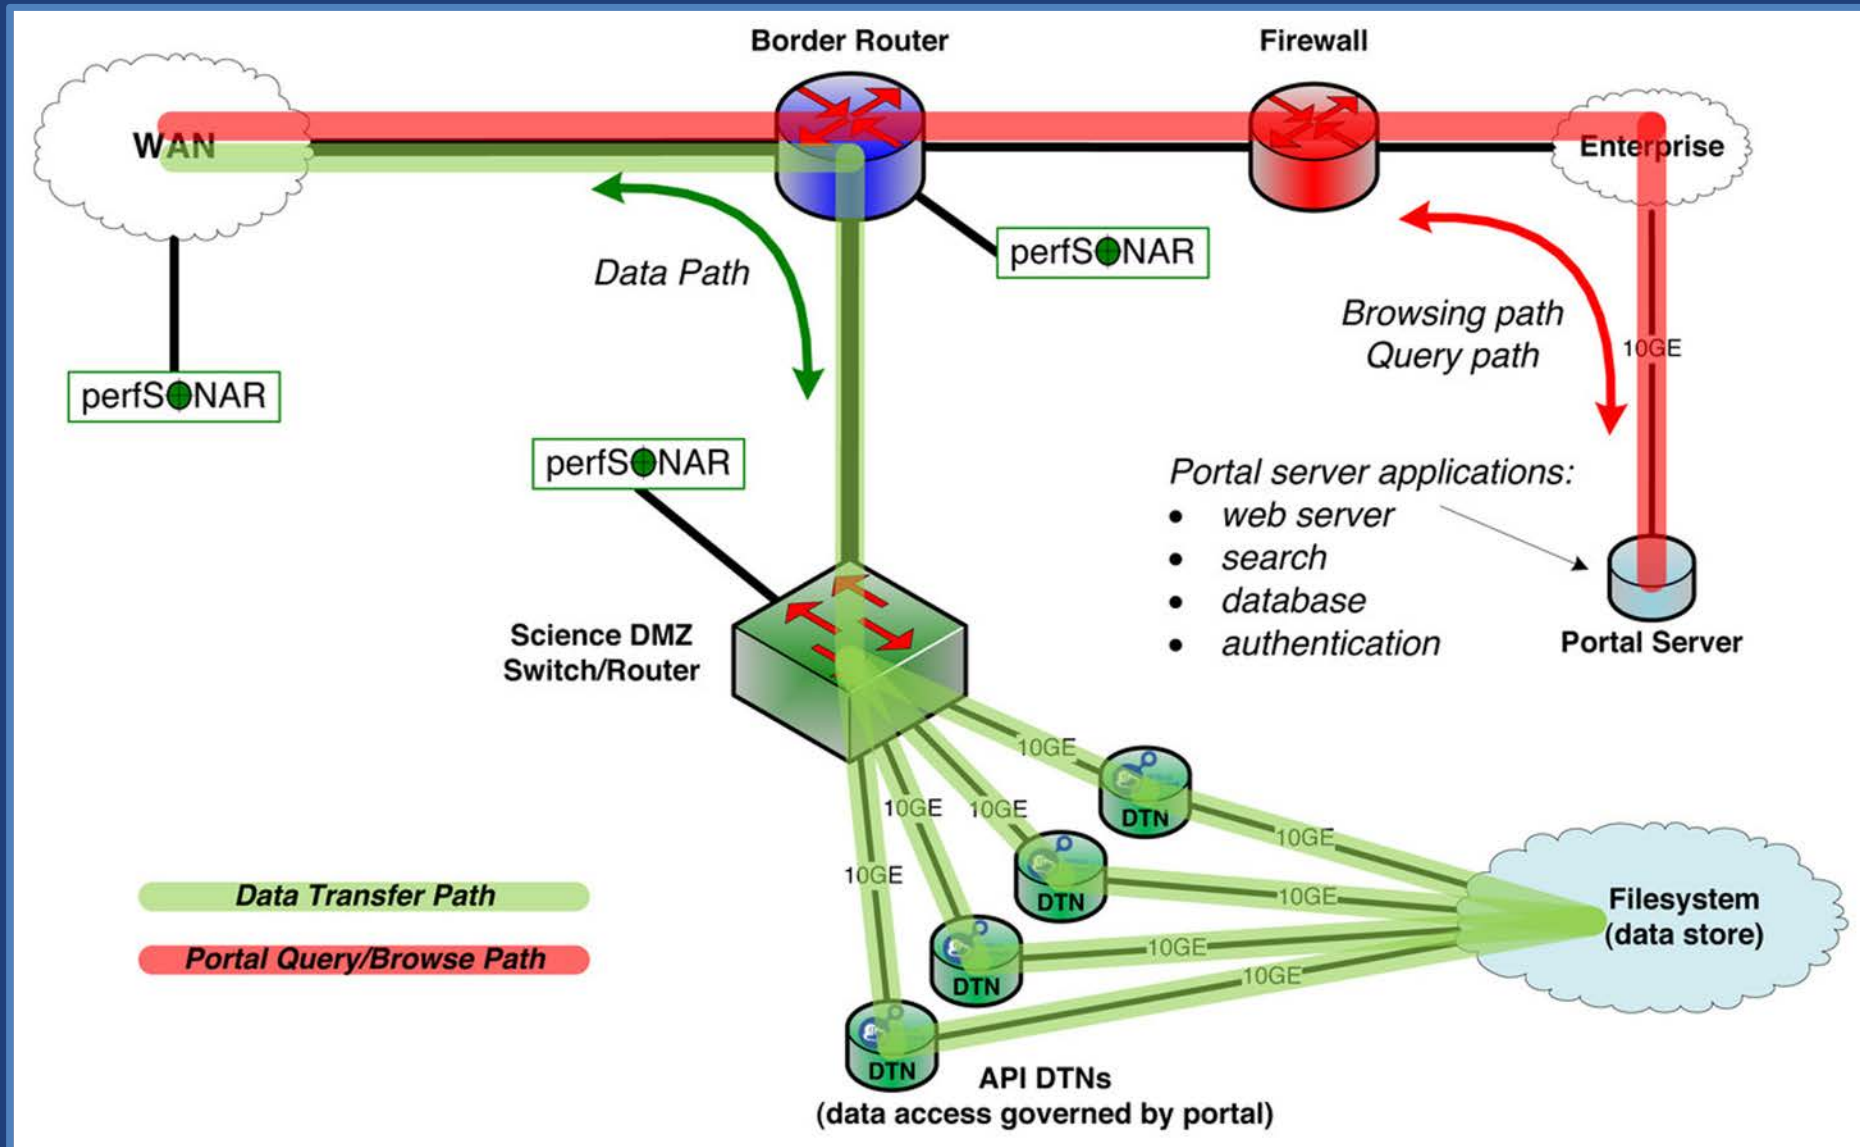 Border Router
Firewall
WAN
Enterprise
perfSONAR
Data Path
Browsing path
Query path
10GE
perfSONAR
perfSONAR
Portal server applications:
• web server
• search
• database
• authentication
Portal Server
Science DMZ
Switch/Router
10GE
10GE
10GE
10GE
DTN
DTN
DTN
DTN
10GE
10GE
10GE
10GE
Filesystem
(data store)
Data Transfer Path
Portal Query/Browse Path
API DTNs
(data access governed by portal)